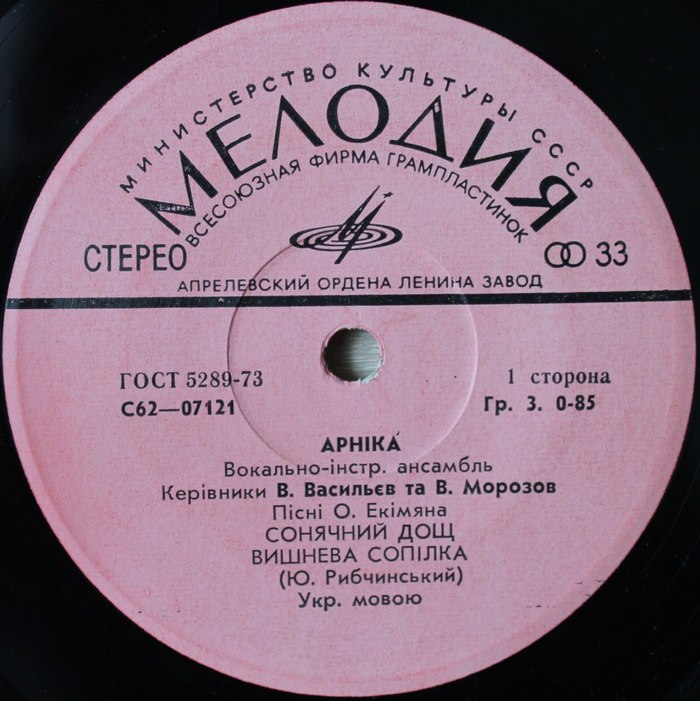 МИНИСТЕРСТВО КУЛЬТУРЫ СССР
МЕЛОДИЯ
ВСЕСОЮЗНАЯ ФИРМА ГРАМПЛАСТИНОК
СТЕРЕО
33
АПРЕЛЕВСКИЙ ОРДЕНА ЛЕНИНА ЗАВОД
ГОСТ 5289-73
1 сторона
С62—07121
Гр. 3. 0-85
АРНІКА
Вокально-інстр. ансамбль
Керівники В. Васильєв та В. Морозов
Пісні О. Екімяна
СОНЯЧНИЙ ДОЩ
ВИШНЕВА СОПІЛКА
(Ю. Рибчинський)
Укр. мовою